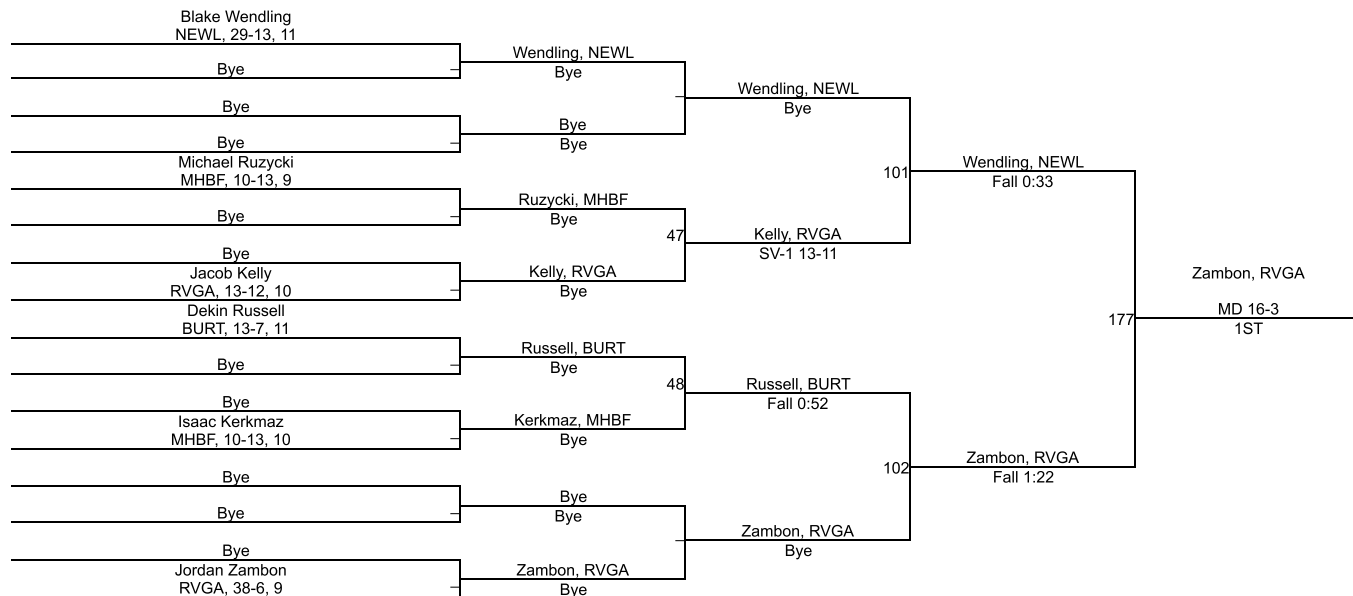 Blake Wendling
NEWL, 29-13, 11
Bye
Bye
Bye
Michael Ruzycki
MHBF, 10-13, 9
Bye
Bye
Jacob Kelly
RVGA, 13-12, 10
Dekin Russell
BURT, 13-7, 11
Bye
Bye
Isaac Kerkmaz
MHBF, 10-13, 10
Bye
Bye
Bye
Jordan Zambon
RVGA, 38-6, 9
Wendling, NEWL
Bye
Bye
Bye
Ruzycki, MHBF
Bye
47
Kelly, RVGA
Bye
Russell, BURT
Bye
48
Kerkmaz, MHBF
Bye
Bye
Bye
Zambon, RVGA
Bye
Wendling, NEWL
Bye
101
Kelly, RVGA
SV-1 13-11
Russell, BURT
Fall 0:52
102
Zambon, RVGA
Bye
Wendling, NEWL
Fall 0:33
177
Zambon, RVGA
Fall 1:22
Zambon, RVGA
MD 16-3
1ST